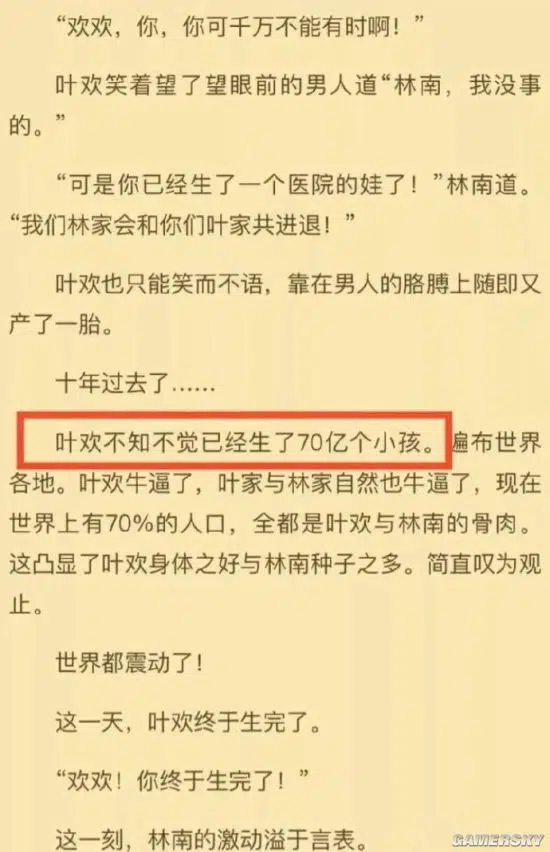 “欢欢，你，你可千万不能有时啊！”
叶欢笑着望了望眼前的男人道“林南，我没事
的。”
“可是你已经生了一个医院的娃了！”林南道。
“我们林家会和你们叶家共进退！”
叶欢也只能笑而不语，靠在男人的胳膊上随即又
产了一胎。
十年过去了……
叶欢不知不觉已经生了70亿个小孩。遍布世界
各地。叶欢牛逼了，叶家与林家自然也牛逼了，现在
世界上有70%的人口，全都是叶欢与林南的骨肉。
这凸显了叶欢身体之好与林南种子之多。简直叹为观
止。
世界都震动了！
这一天，叶欢终于生完了。
“欢欢！你终于生完了！”
这一刻，林南的激动溢于言表。
GAMERSKY